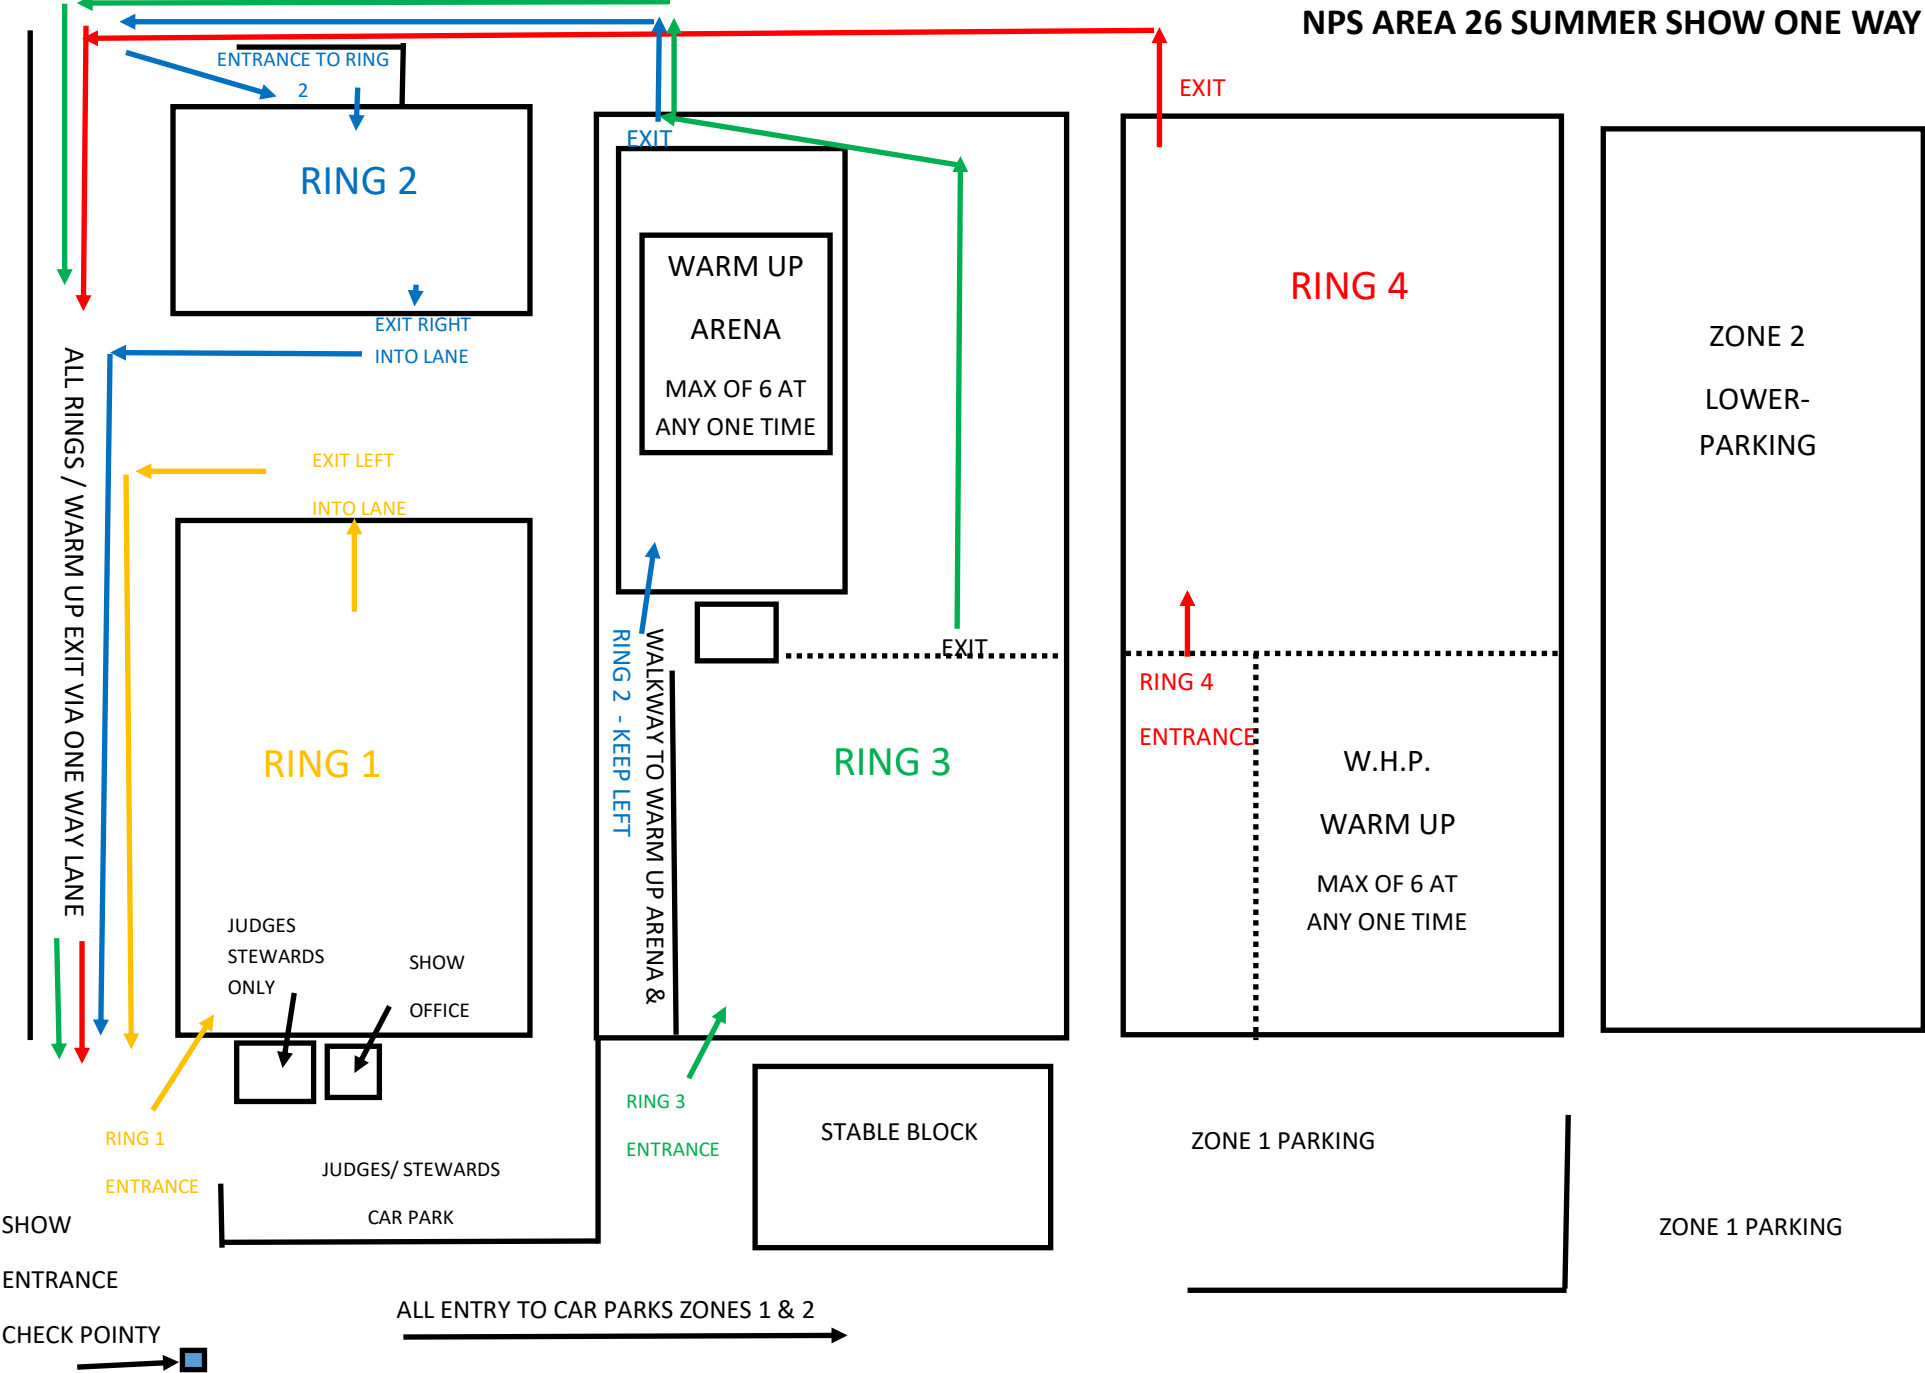 NPS AREA 26 SUMMER SHOW ONE WAY
ENTRANCE TO RING
2
EXIT
EXIT
RING 2
WARM UP
ARENA
MAX OF 6 AT
ANY ONE TIME
RING 4
ZONE 2
LOWER-
PARKING
EXIT RIGHT
INTO LANE
ALL RINGS / WARM UP EXIT VIA ONE WAY LANE
EXIT LEFT
INTO LANE
RING 1
WALKWAY TO WARM UP ARENA &
RING 2 - KEEP LEFT
EXIT
RING 3
RING 4
ENTRANCE
W.H.P.
WARM UP
MAX OF 6 AT
ANY ONE TIME
JUDGES
STEWARDS
ONLY
SHOW
OFFICE
RING 1
ENTRANCE
JUDGES/ STEWARDS
CAR PARK
RING 3
ENTRANCE
STABLE BLOCK
ZONE 1 PARKING
ZONE 1 PARKING
SHOW
ENTRANCE
CHECK POINTY
ALL ENTRY TO CAR PARKS ZONES 1 & 2